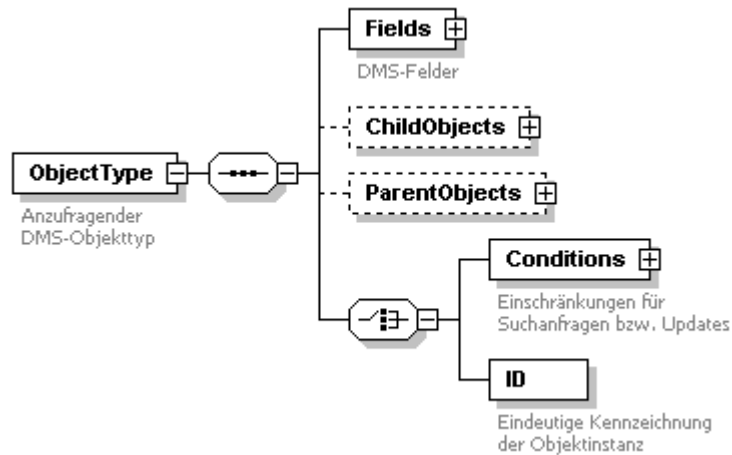 Fields
DMS-Felder
ChildObjects
ObjectType
Anzufragender
DMS-Objekttyp
ParentObjects
Conditions
Einschränkungen für
Suchanfragen bzw. Updates
ID
Eindeutige Kennzeichnung
der Objektinstanz